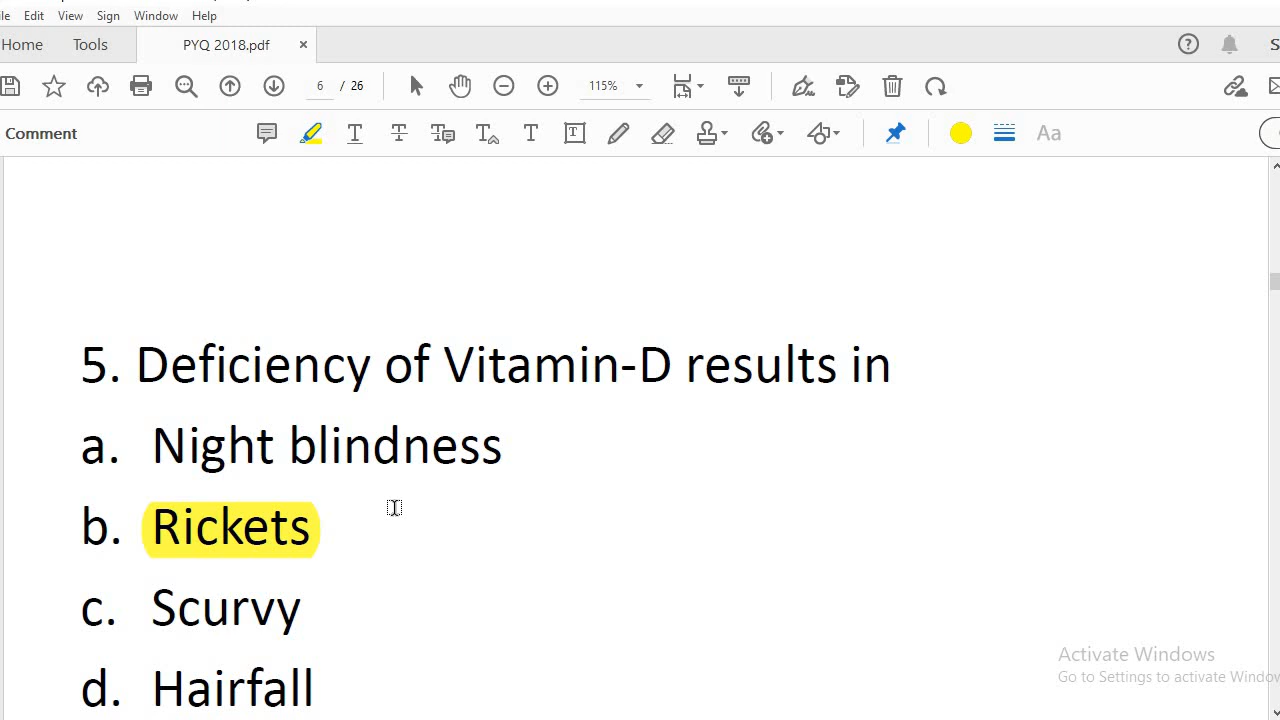 File Edit View Sign Window Help
Home Tools PYQ 2018.pdf ×
6 / 26 115%
Comment Aa
5. Deficiency of Vitamin-D results in
a. Night blindness
b. Rickets
c. Scurvy
d. Hairfall
Activate Windows
Go to Settings to activate Window